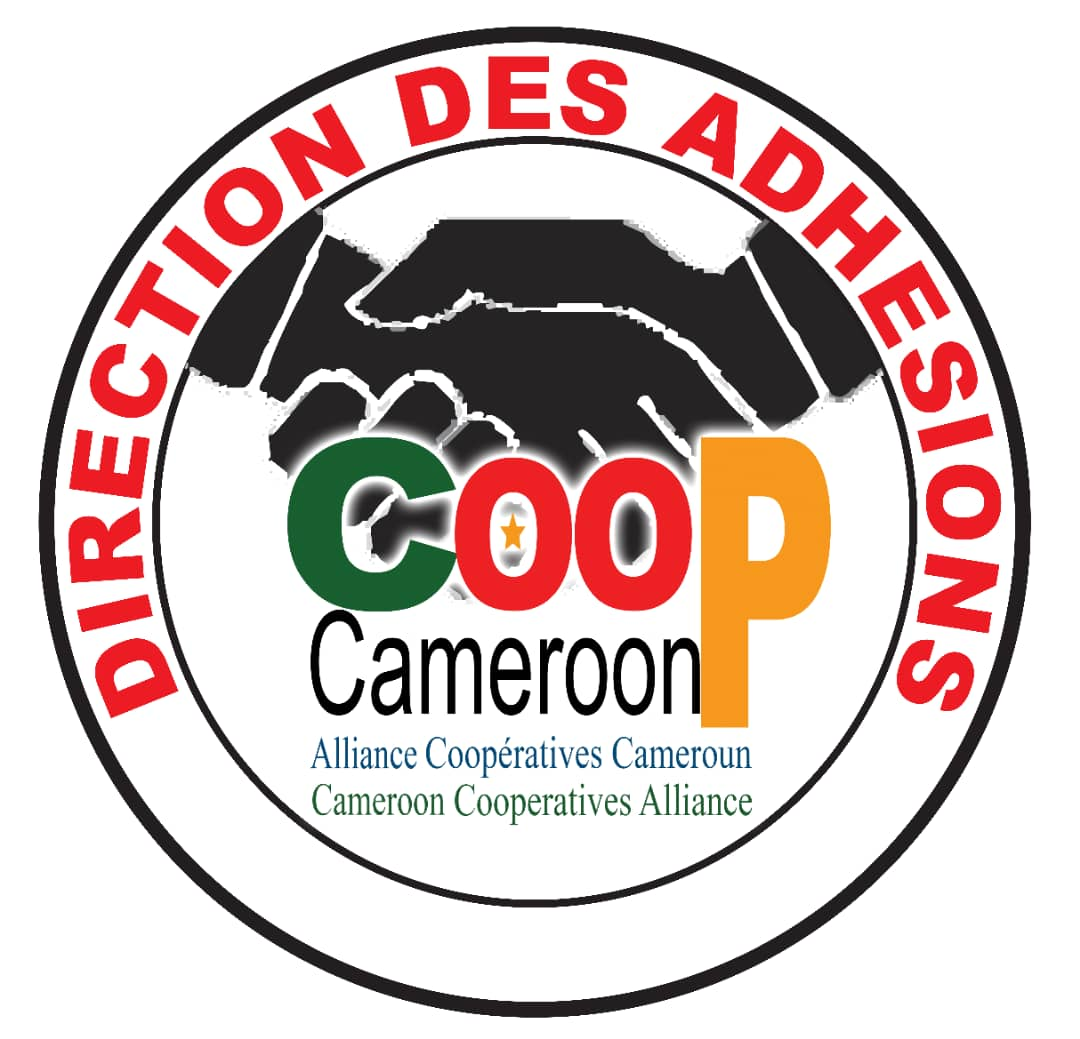 DIRECTION DES ADHESIONS
COOP
Cameroon
Alliance Coopératives Cameroun
Cameroon Cooperatives Alliance